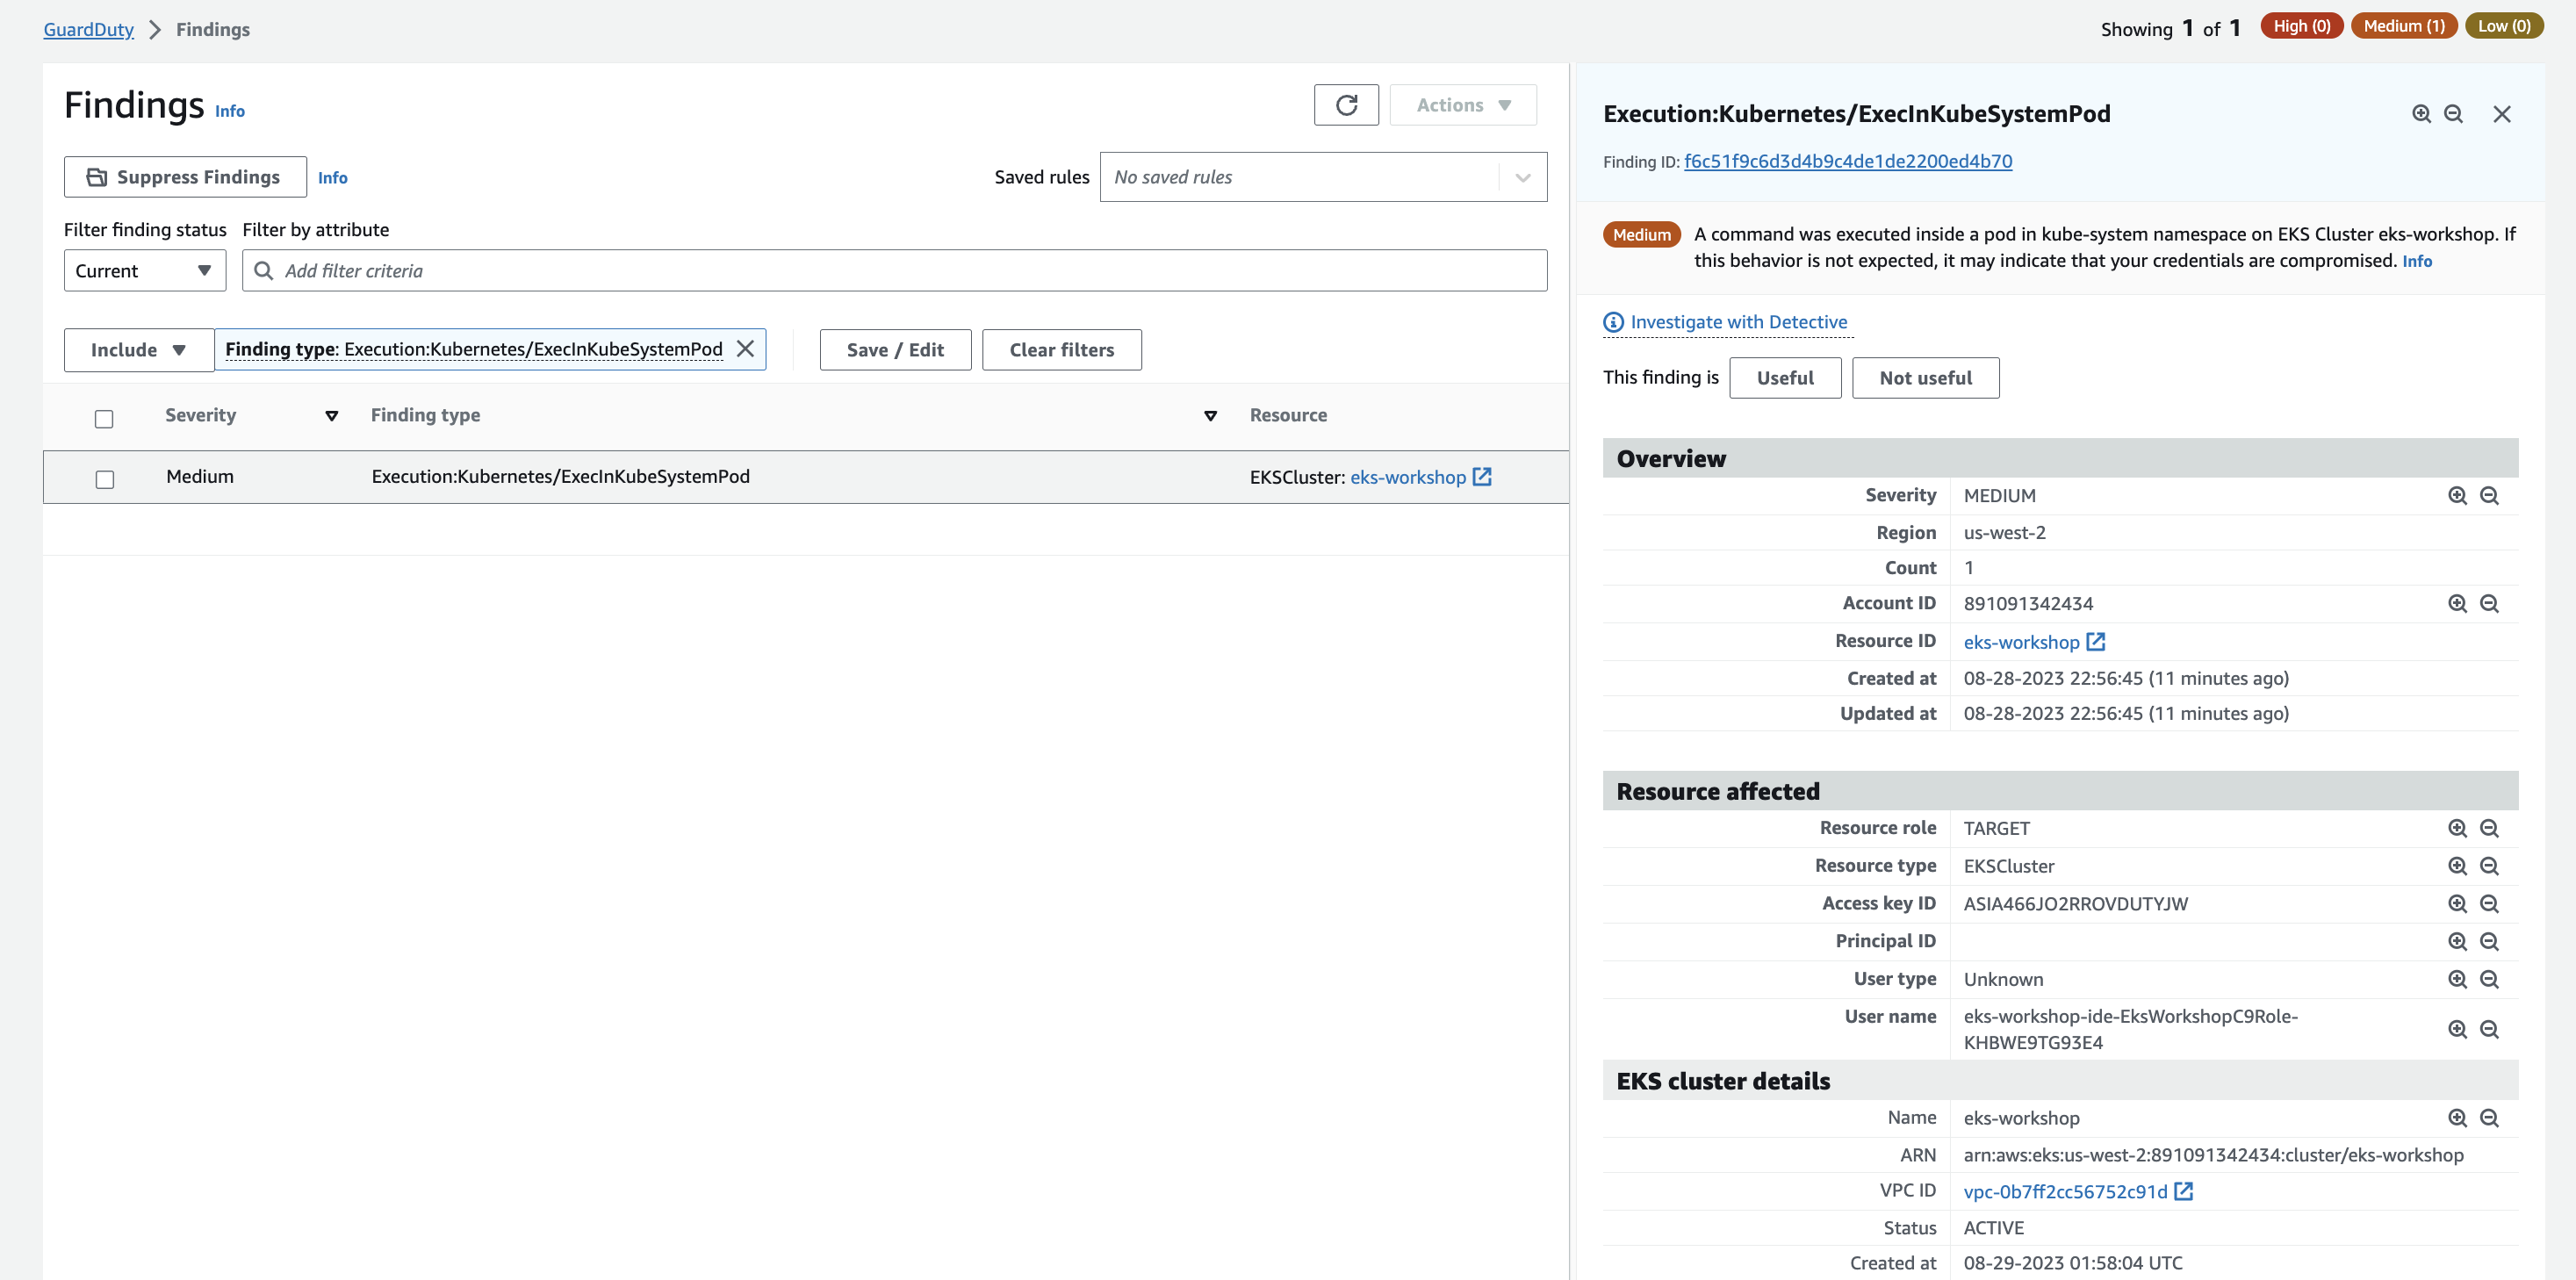 GuardDuty > Findings
Showing 1 of 1 High (0) Medium (1) Low (0)
Findings Info
Actions
Suppress Findings Info
Saved rules No saved rules
Filter finding status Filter by attribute
Current Add filter criteria
Include Finding type: Execution:Kubernetes/ExecInKubeSystemPod Save / Edit Clear filters
Severity Finding type Resource
Medium Execution:Kubernetes/ExecInKubeSystemPod EKSCluster: eks-workshop
Execution:Kubernetes/ExecInKubeSystemPod
Finding ID: f6c51f9c6d3d4b9c4de1de2200ed4b70
Medium A command was executed inside a pod in kube-system namespace on EKS Cluster eks-workshop. If
this behavior is not expected, it may indicate that your credentials are compromised. Info
Investigate with Detective
This finding is Useful Not useful
Overview
Severity MEDIUM
Region us-west-2
Count 1
Account ID 891091342434
Resource ID eks-workshop
Created at 08-28-2023 22:56:45 (11 minutes ago)
Updated at 08-28-2023 22:56:45 (11 minutes ago)
Resource affected
Resource role TARGET
Resource type EKSCluster
Access key ID ASIA466JO2RROVDUTYJW
Principal ID
User type Unknown
User name eks-workshop-ide-EksWorkshopC9Role-
KHBWE9TG93E4
EKS cluster details
Name eks-workshop
ARN arn:aws:eks:us-west-2:891091342434:cluster/eks-workshop
VPC ID vpc-0b7ff2cc56752c91d
Status ACTIVE
Created at 08-29-2023 01:58:04 UTC